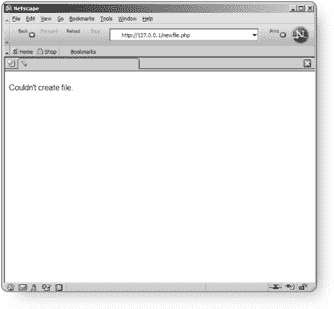 Netscape
File Edit View Go Bookmarks Tools Window Help
Back Forward Reload Stop http://127.0.0.1/newfile.php Print N
Home Shop Bookmarks
Couldn't create file.